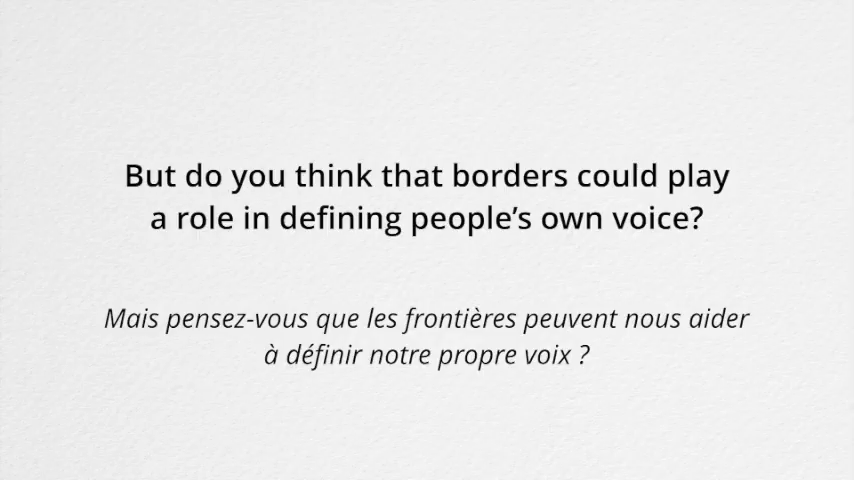 But do you think that borders could play
a role in defining people’s own voice?
Mais pensez-vous que les frontières peuvent nous aider
à définir notre propre voix ?